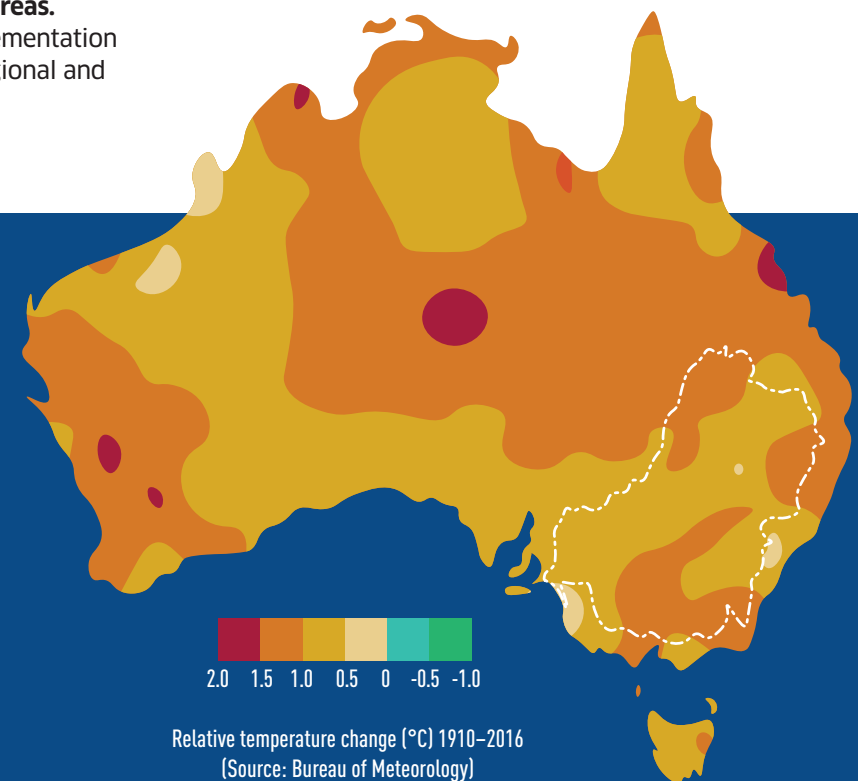 reas.
ementation
ional and
2.0 1.5 1.0 0.5 0 -0.5 -1.0
Relative temperature change (°C) 1910–2016
(Source: Bureau of Meteorology)